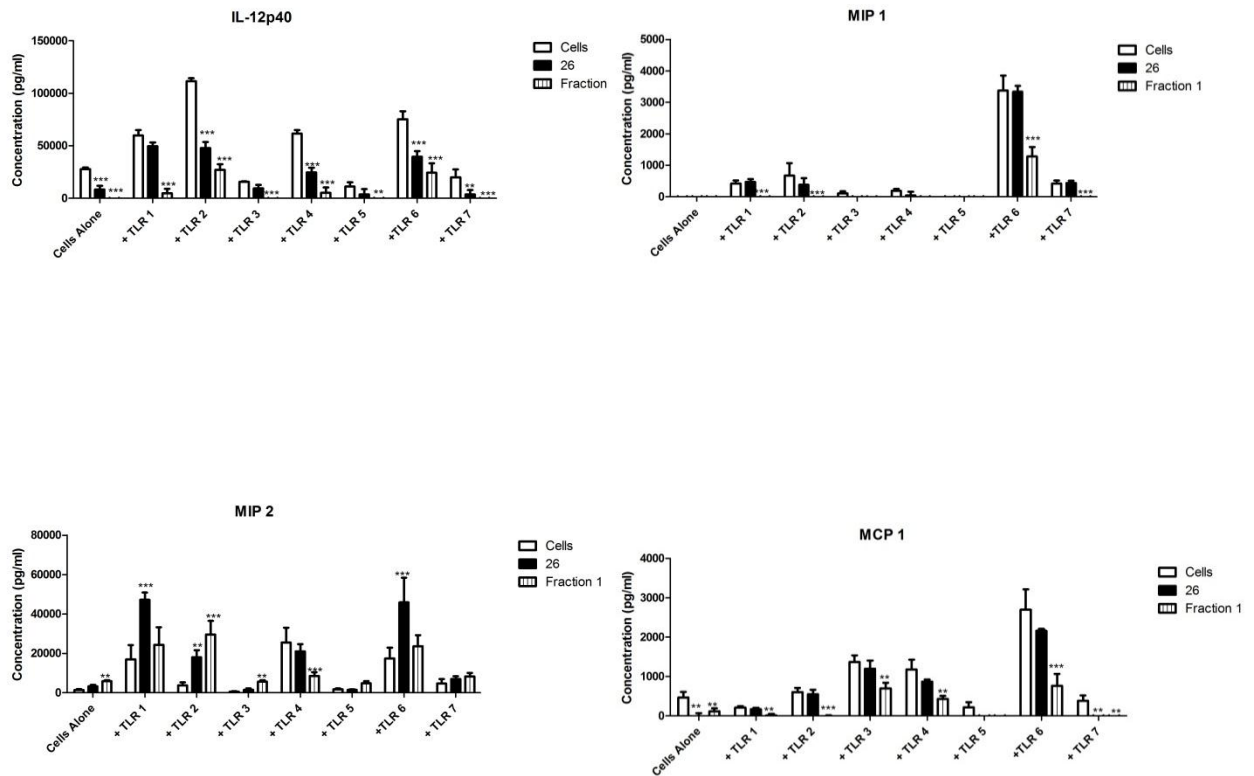 IL-12p40
Concentration (pg/ml)
150000
100000
50000
0
Cells
26
Fraction
*** *** *** *** *** *** *** *** ** *** *** ** ***
Cells Alone
+ TLR 1
+ TLR 2
+ TLR 3
+ TLR 4
+ TLR 5
+TLR 6
+ TLR 7
MIP 1
Concentration (pg/ml)
5000
4000
3000
2000
1000
0
Cells
26
Fraction 1
*** *** *** ***
Cells Alone
+ TLR 1
+ TLR 2
+ TLR 3
+ TLR 4
+ TLR 5
+TLR 6
+ TLR 7
MIP 2
Concentration (pg/ml)
80000
60000
40000
20000
0
Cells
26
Fraction 1
** *** ** *** ** *** ***
Cells Alone
+ TLR 1
+ TLR 2
+ TLR 3
+ TLR 4
+ TLR 5
+TLR 6
+ TLR 7
MCP 1
Concentration (pg/ml)
4000
3000
2000
1000
0
Cells
26
Fraction 1
** ** ** *** ** ** *** ** **
Cells Alone
+ TLR 1
+ TLR 2
+ TLR 3
+ TLR 4
+ TLR 5
+TLR 6
+ TLR 7